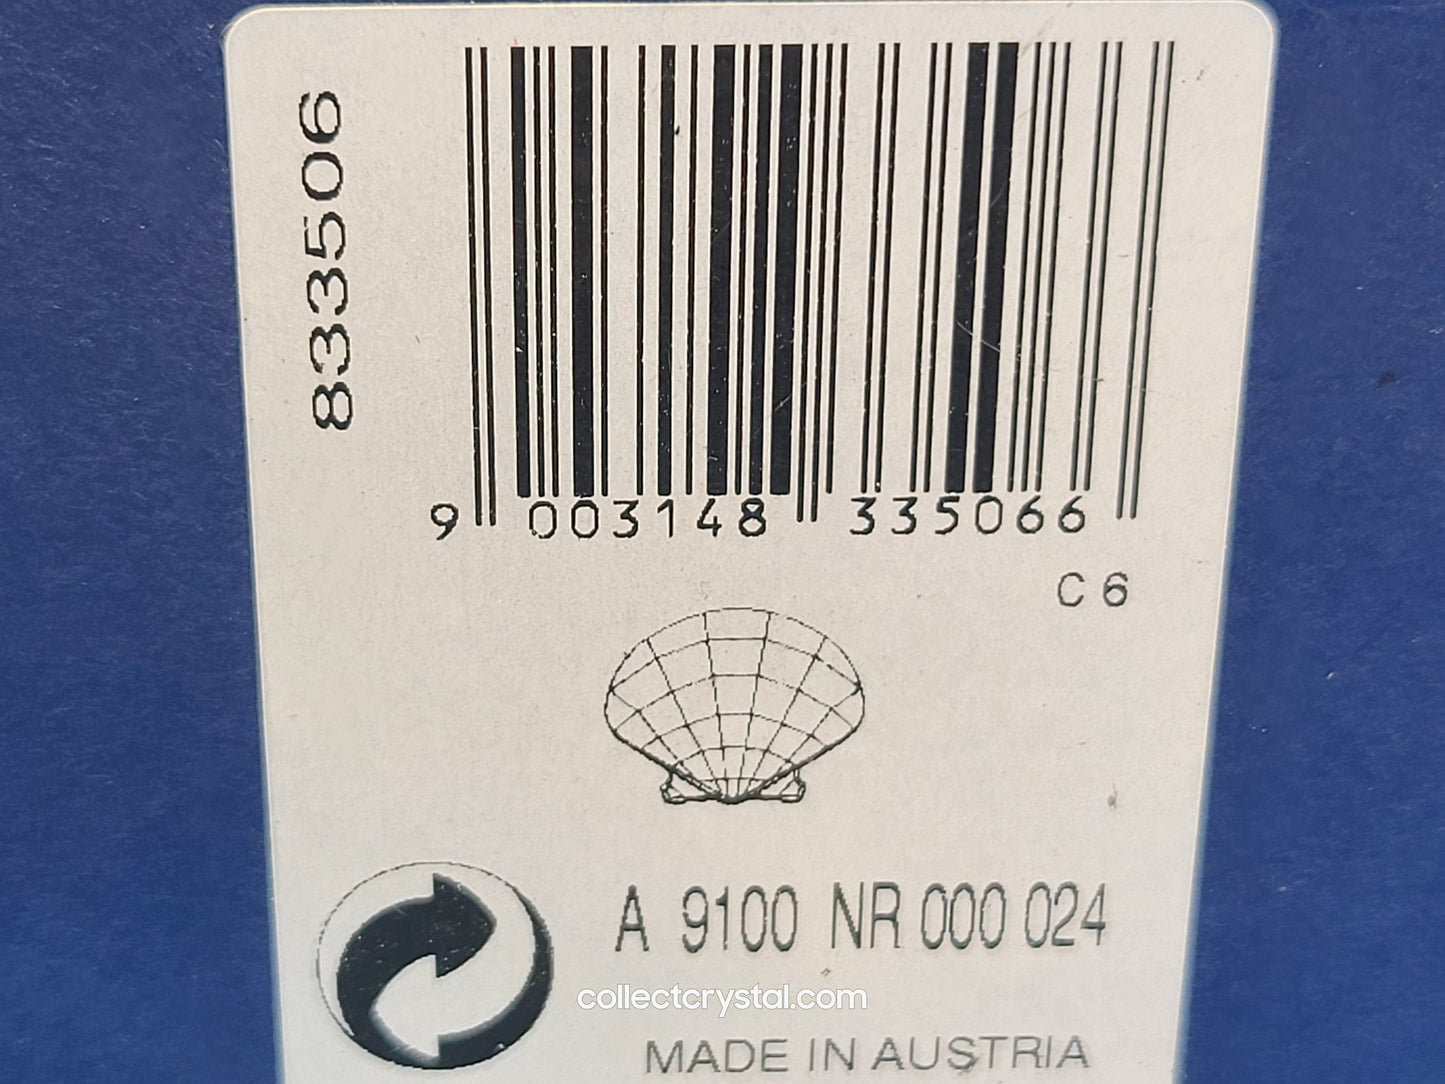 833506
9 003148 335066
C 6
A 9100 NR 000 024
collectcrystal.com
MADE IN AUSTRIA